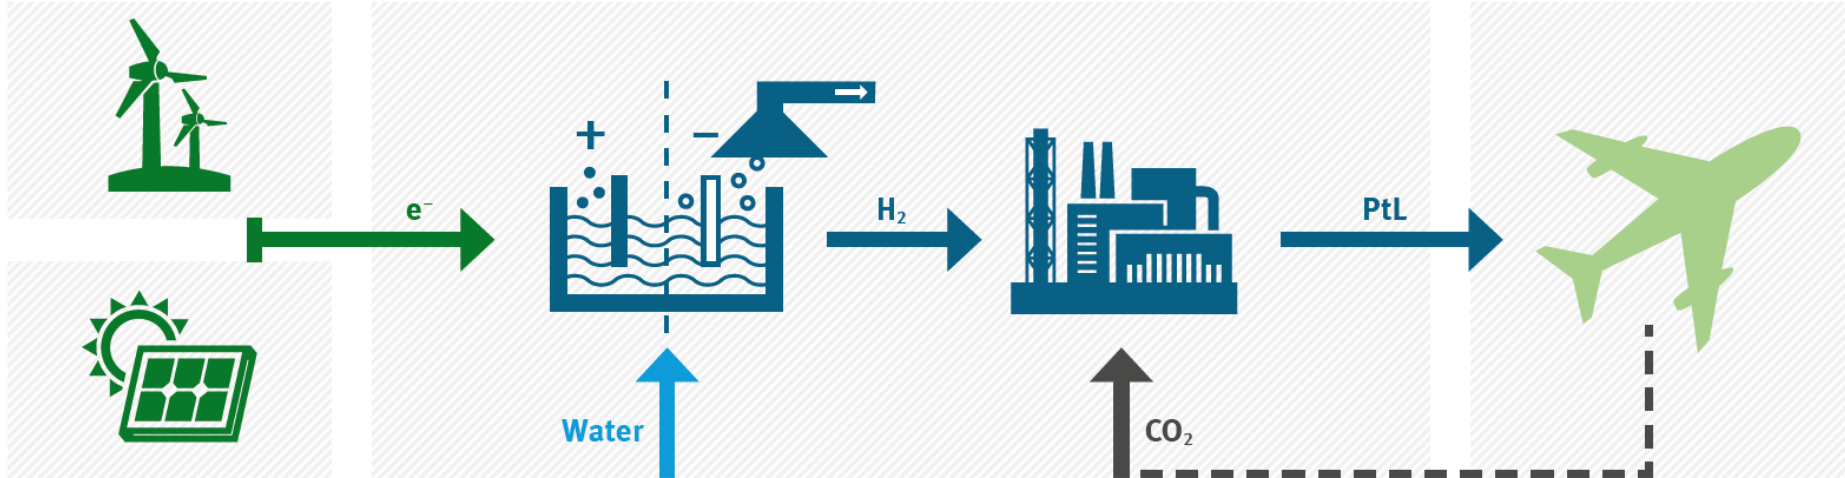 e⁻
+
−
H₂
PtL
Water
CO₂